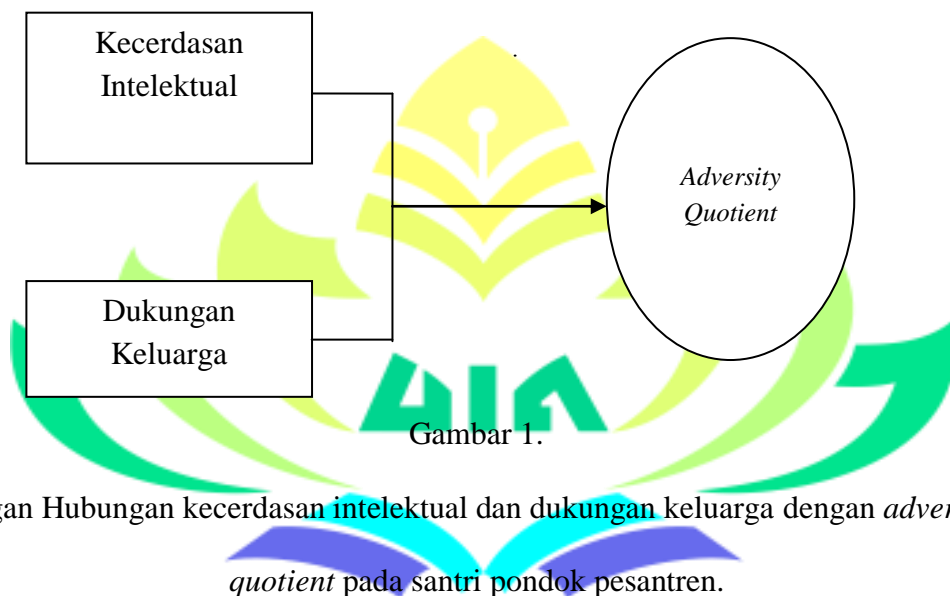 Kecerdasan
Intelektual
Adversity
Quotient
Dukungan
Keluarga
Gambar 1.
Hubungan kecerdasan intelektual dan dukungan keluarga dengan
quotient pada santri pondok pesantren.